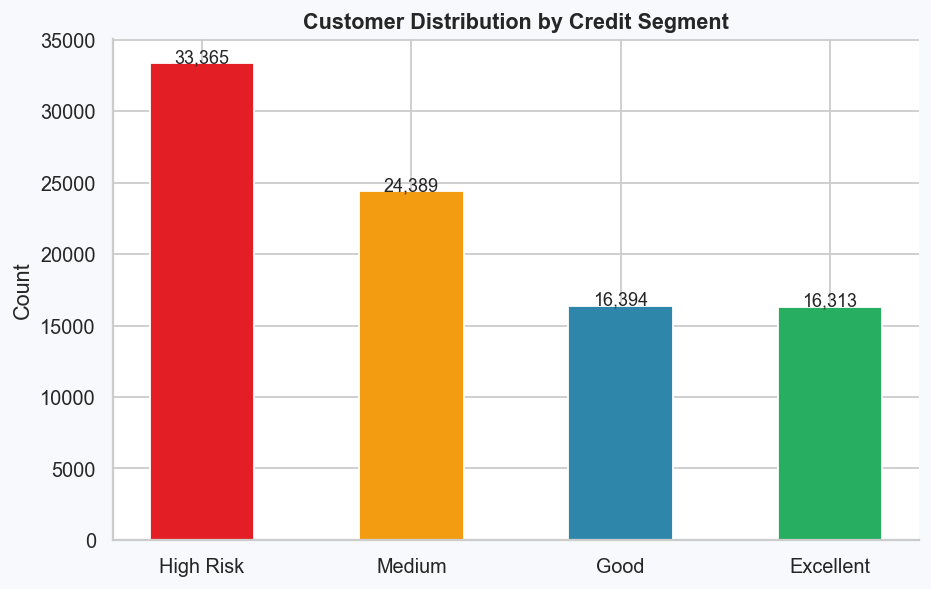 Customer Distribution by Credit Segment
35000
30000
25000
20000
15000
10000
5000
0
Count
33,365
24,389
16,394
16,313
High Risk
Medium
Good
Excellent